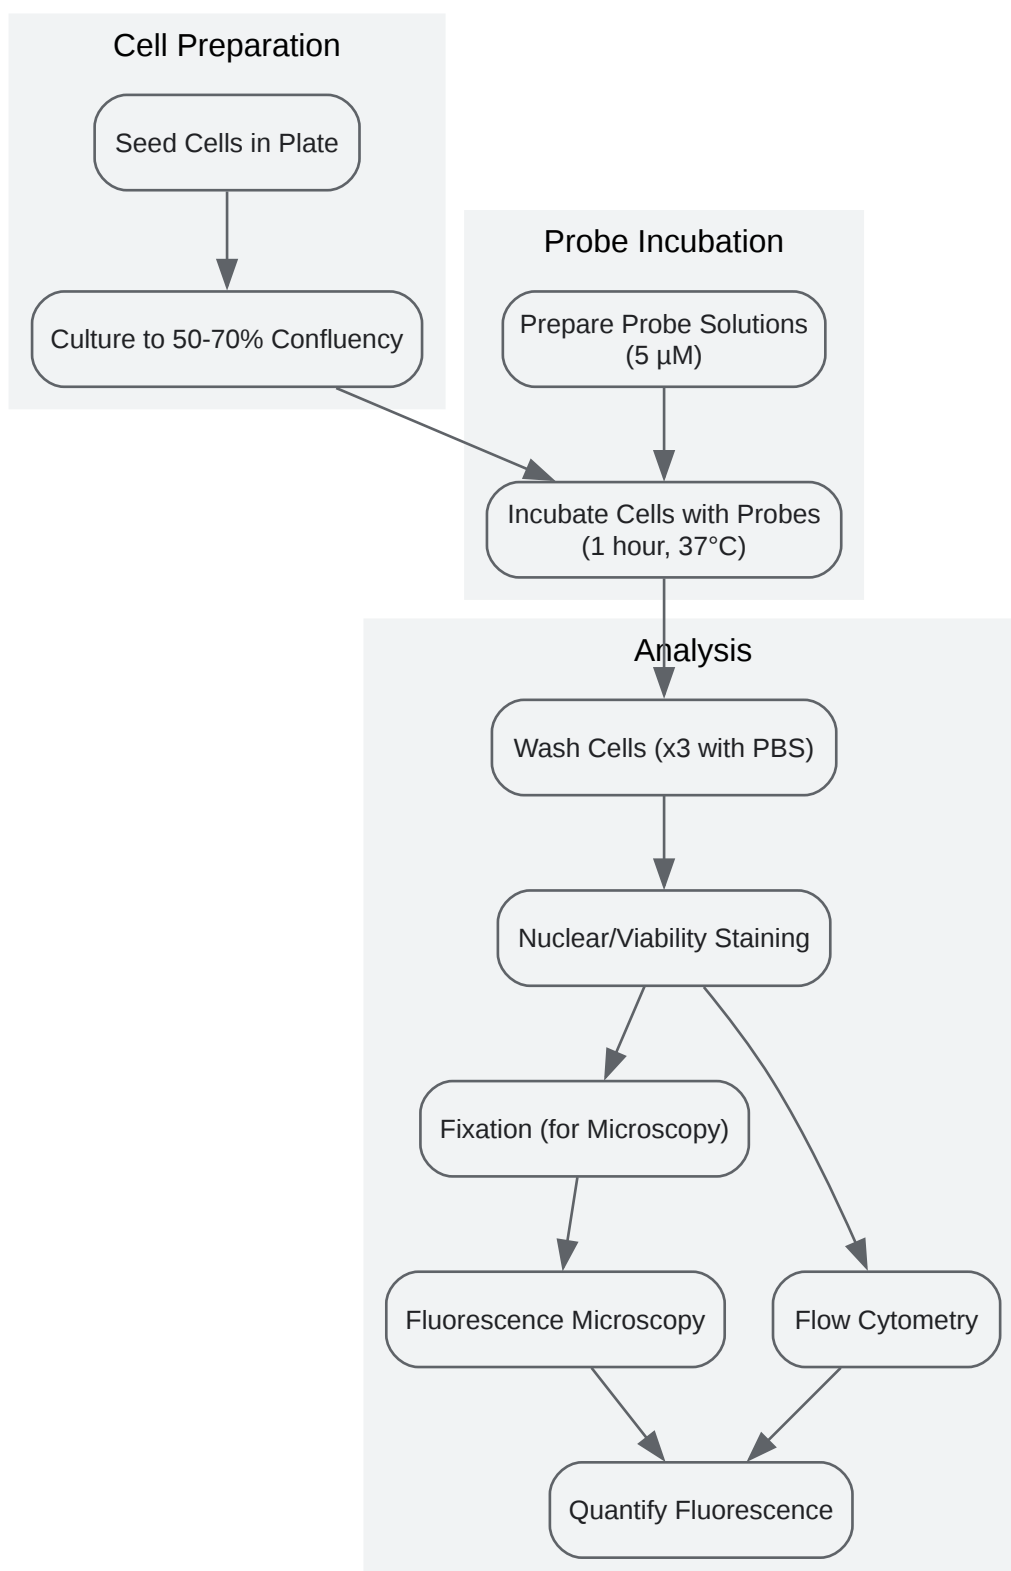 Cell Preparation
Seed Cells in Plate
Culture to 50-70% Confluency
Probe Incubation
Prepare Probe Solutions
(5 µM)
Incubate Cells with Probes
(1 hour, 37°C)
Analysis
Wash Cells (x3 with PBS)
Nuclear/Viability Staining
Fixation (for Microscopy)
Fluorescence Microscopy
Flow Cytometry
Quantify Fluorescence